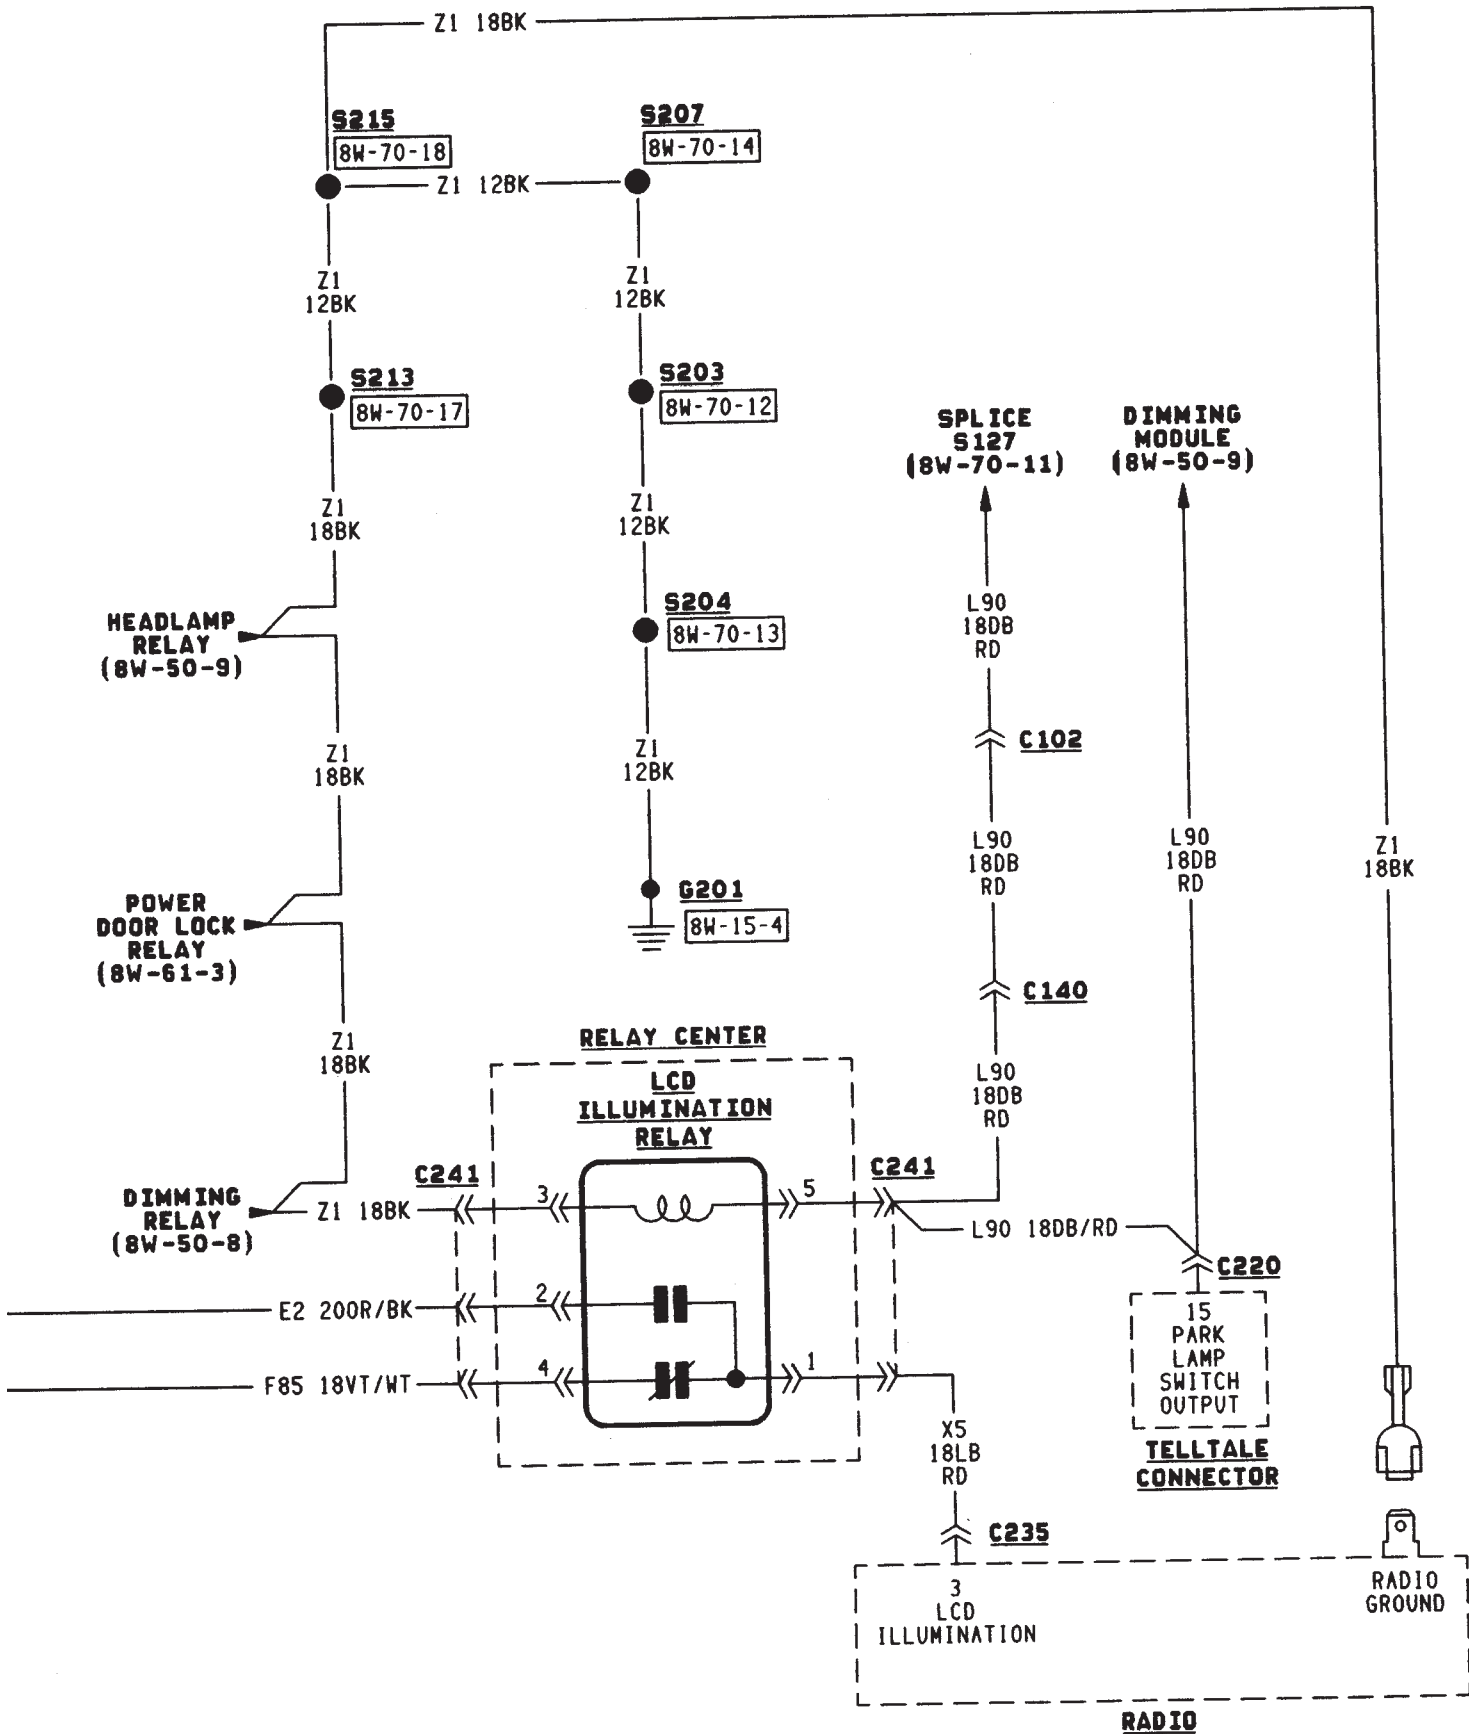 Z1 18BK
S215
8W-70-18
S207
8W-70-14
Z1 12BK
Z1
12BK
Z1
12BK
S213
8W-70-17
S203
8W-70-12
SPLICE
S127
(8W-70-11)
DIMMING
MODULE
(8W-50-9)
Z1
18BK
Z1
12BK
HEADLAMP
RELAY
(8W-50-9)
S204
8W-70-13
L90
18DB
RD
Z1
18BK
Z1
12BK
C102
L90
18DB
RD
L90
18DB
RD
Z1
18BK
POWER
DOOR LOCK
RELAY
(8W-61-3)
G201
8W-15-4
C140
Z1
18BK
RELAY CENTER
LCD
ILLUMINATION
RELAY
L90
18DB
RD
DIMMING
RELAY
(8W-50-8)
Z1 18BK
C241
3
5
C241
L90 18DB/RD
C220
E2 20OR/BK
2
F85 18VT/WT
4
1
15
PARK
LAMP
SWITCH
OUTPUT
TELLTALE
CONNECTOR
X5
18LB
RD
C235
3
LCD
ILLUMINATION
RADIO
GROUND
RADIO